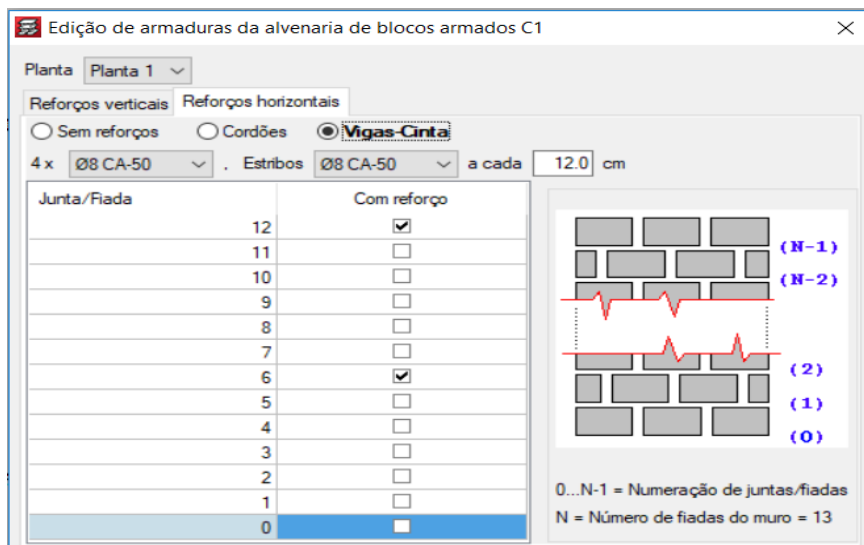 Edição de armaduras da alvenaria de blocos armados C1
Planta Planta 1
Reforços verticais Reforços horizontais
Sem reforços Cordões Vigas-Cinta
4 x Ø8 CA-50 . Estribos Ø8 CA-50 a cada 12.0 cm
Junta/Fiada Com reforço
12
11
10
9
8
7
6
5
4
3
2
1
0
(N-1)
(N-2)
(2)
(1)
(0)
0...N-1 = Numeração de juntas/fiadas
N = Número de fiadas do muro = 13